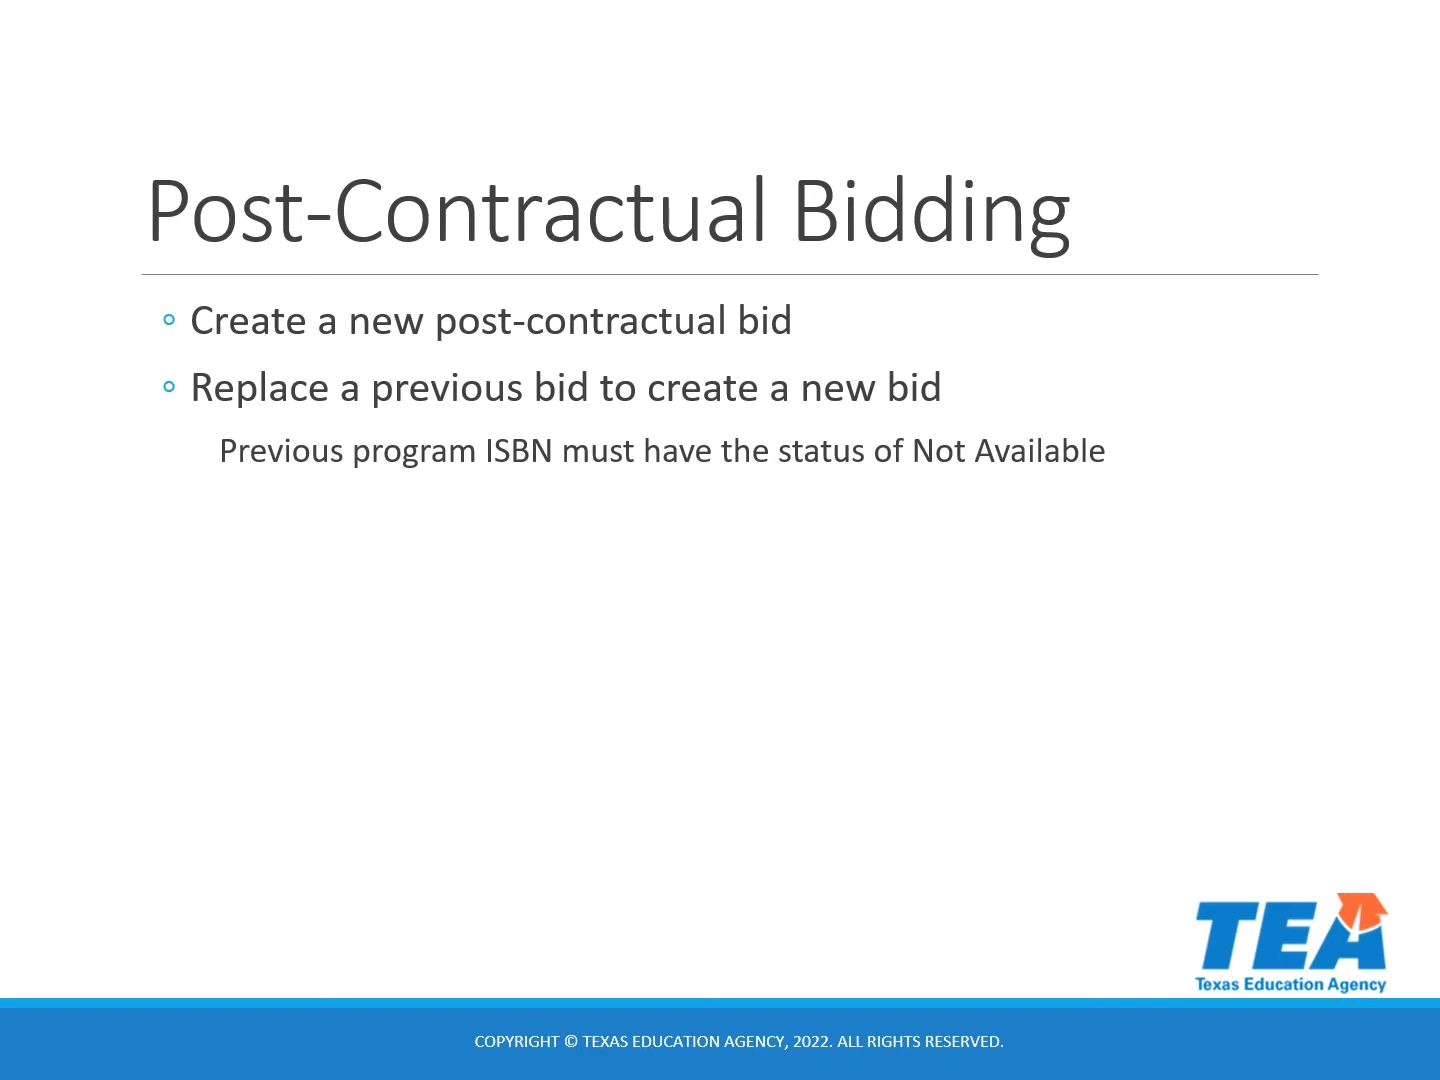 Post-Contractual Bidding
◦ Create a new post-contractual bid
◦ Replace a previous bid to create a new bid
Previous program ISBN must have the status of Not Available
TEA
Texas Education Agency
COPYRIGHT © TEXAS EDUCATION AGENCY, 2022. ALL RIGHTS RESERVED.